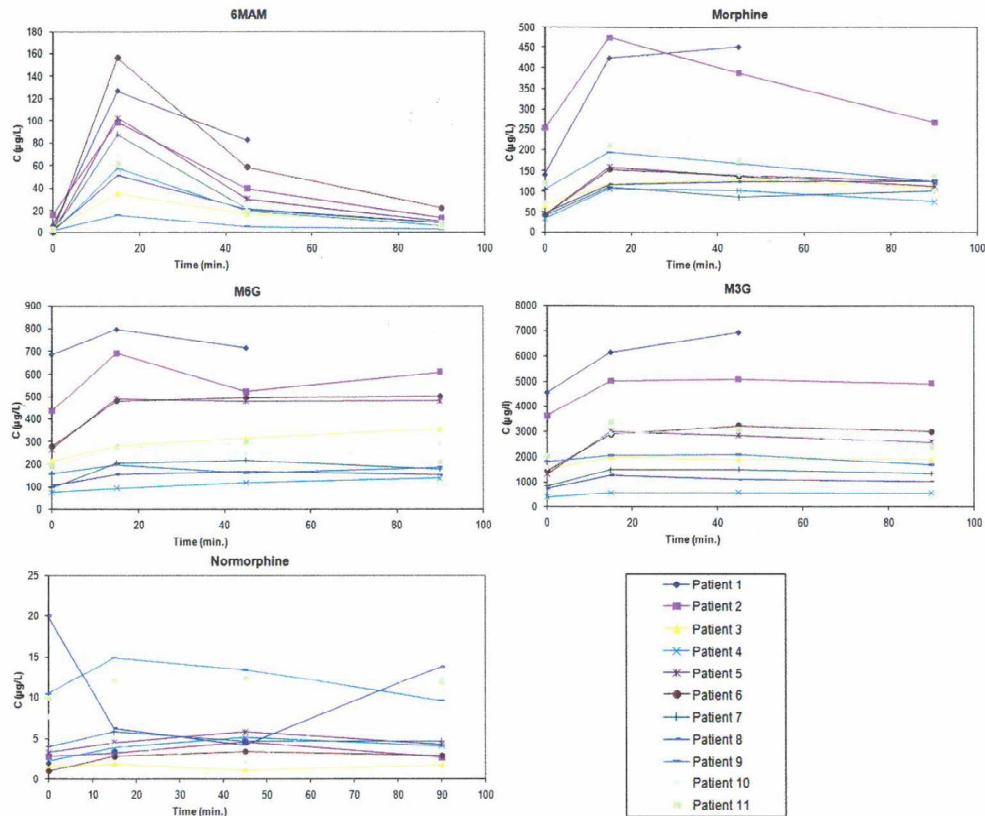 6MAM
C (µg/L)
180
160
140
120
100
80
60
40
20
0
0 20 40 60 80 100
Time (min.)
Morphine
C (µg/L)
500
450
400
350
300
250
200
150
100
50
0
0 20 40 60 80 100
Time (min.)
M6G
C (µg/L)
900
800
700
600
500
400
300
200
100
0
0 20 40 60 80 100
Time (min.)
M3G
C (µg/l)
8000
7000
6000
5000
4000
3000
2000
1000
0
0 20 40 60 80 100
Time (min.)
Normorphine
C (µg/L)
25
20
15
10
5
0
0 10 20 30 40 50 60 70 80 90 100
Time (min.)
Patient 1
Patient 2
Patient 3
Patient 4
Patient 5
Patient 6
Patient 7
Patient 8
Patient 9
Patient 10
Patient 11